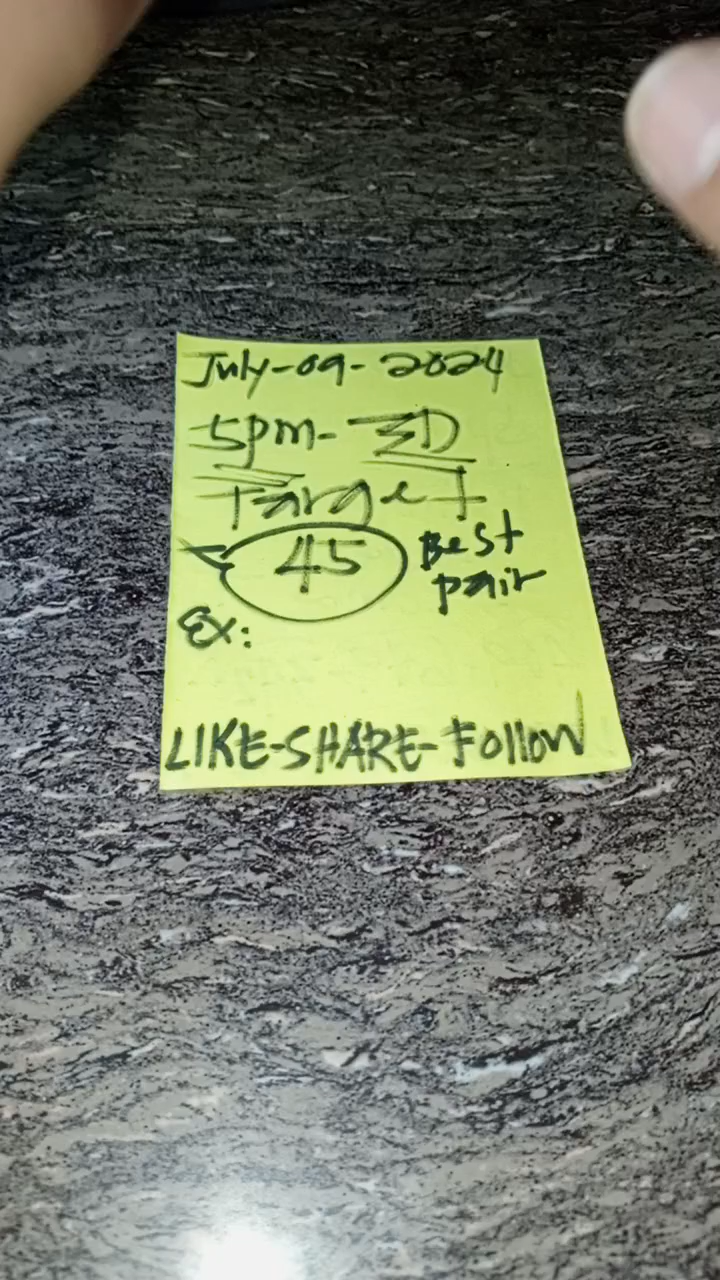 July-09-2024
5pm-3D
Target
45 Best pair
Ex:
LIKE-SHARE-Follow